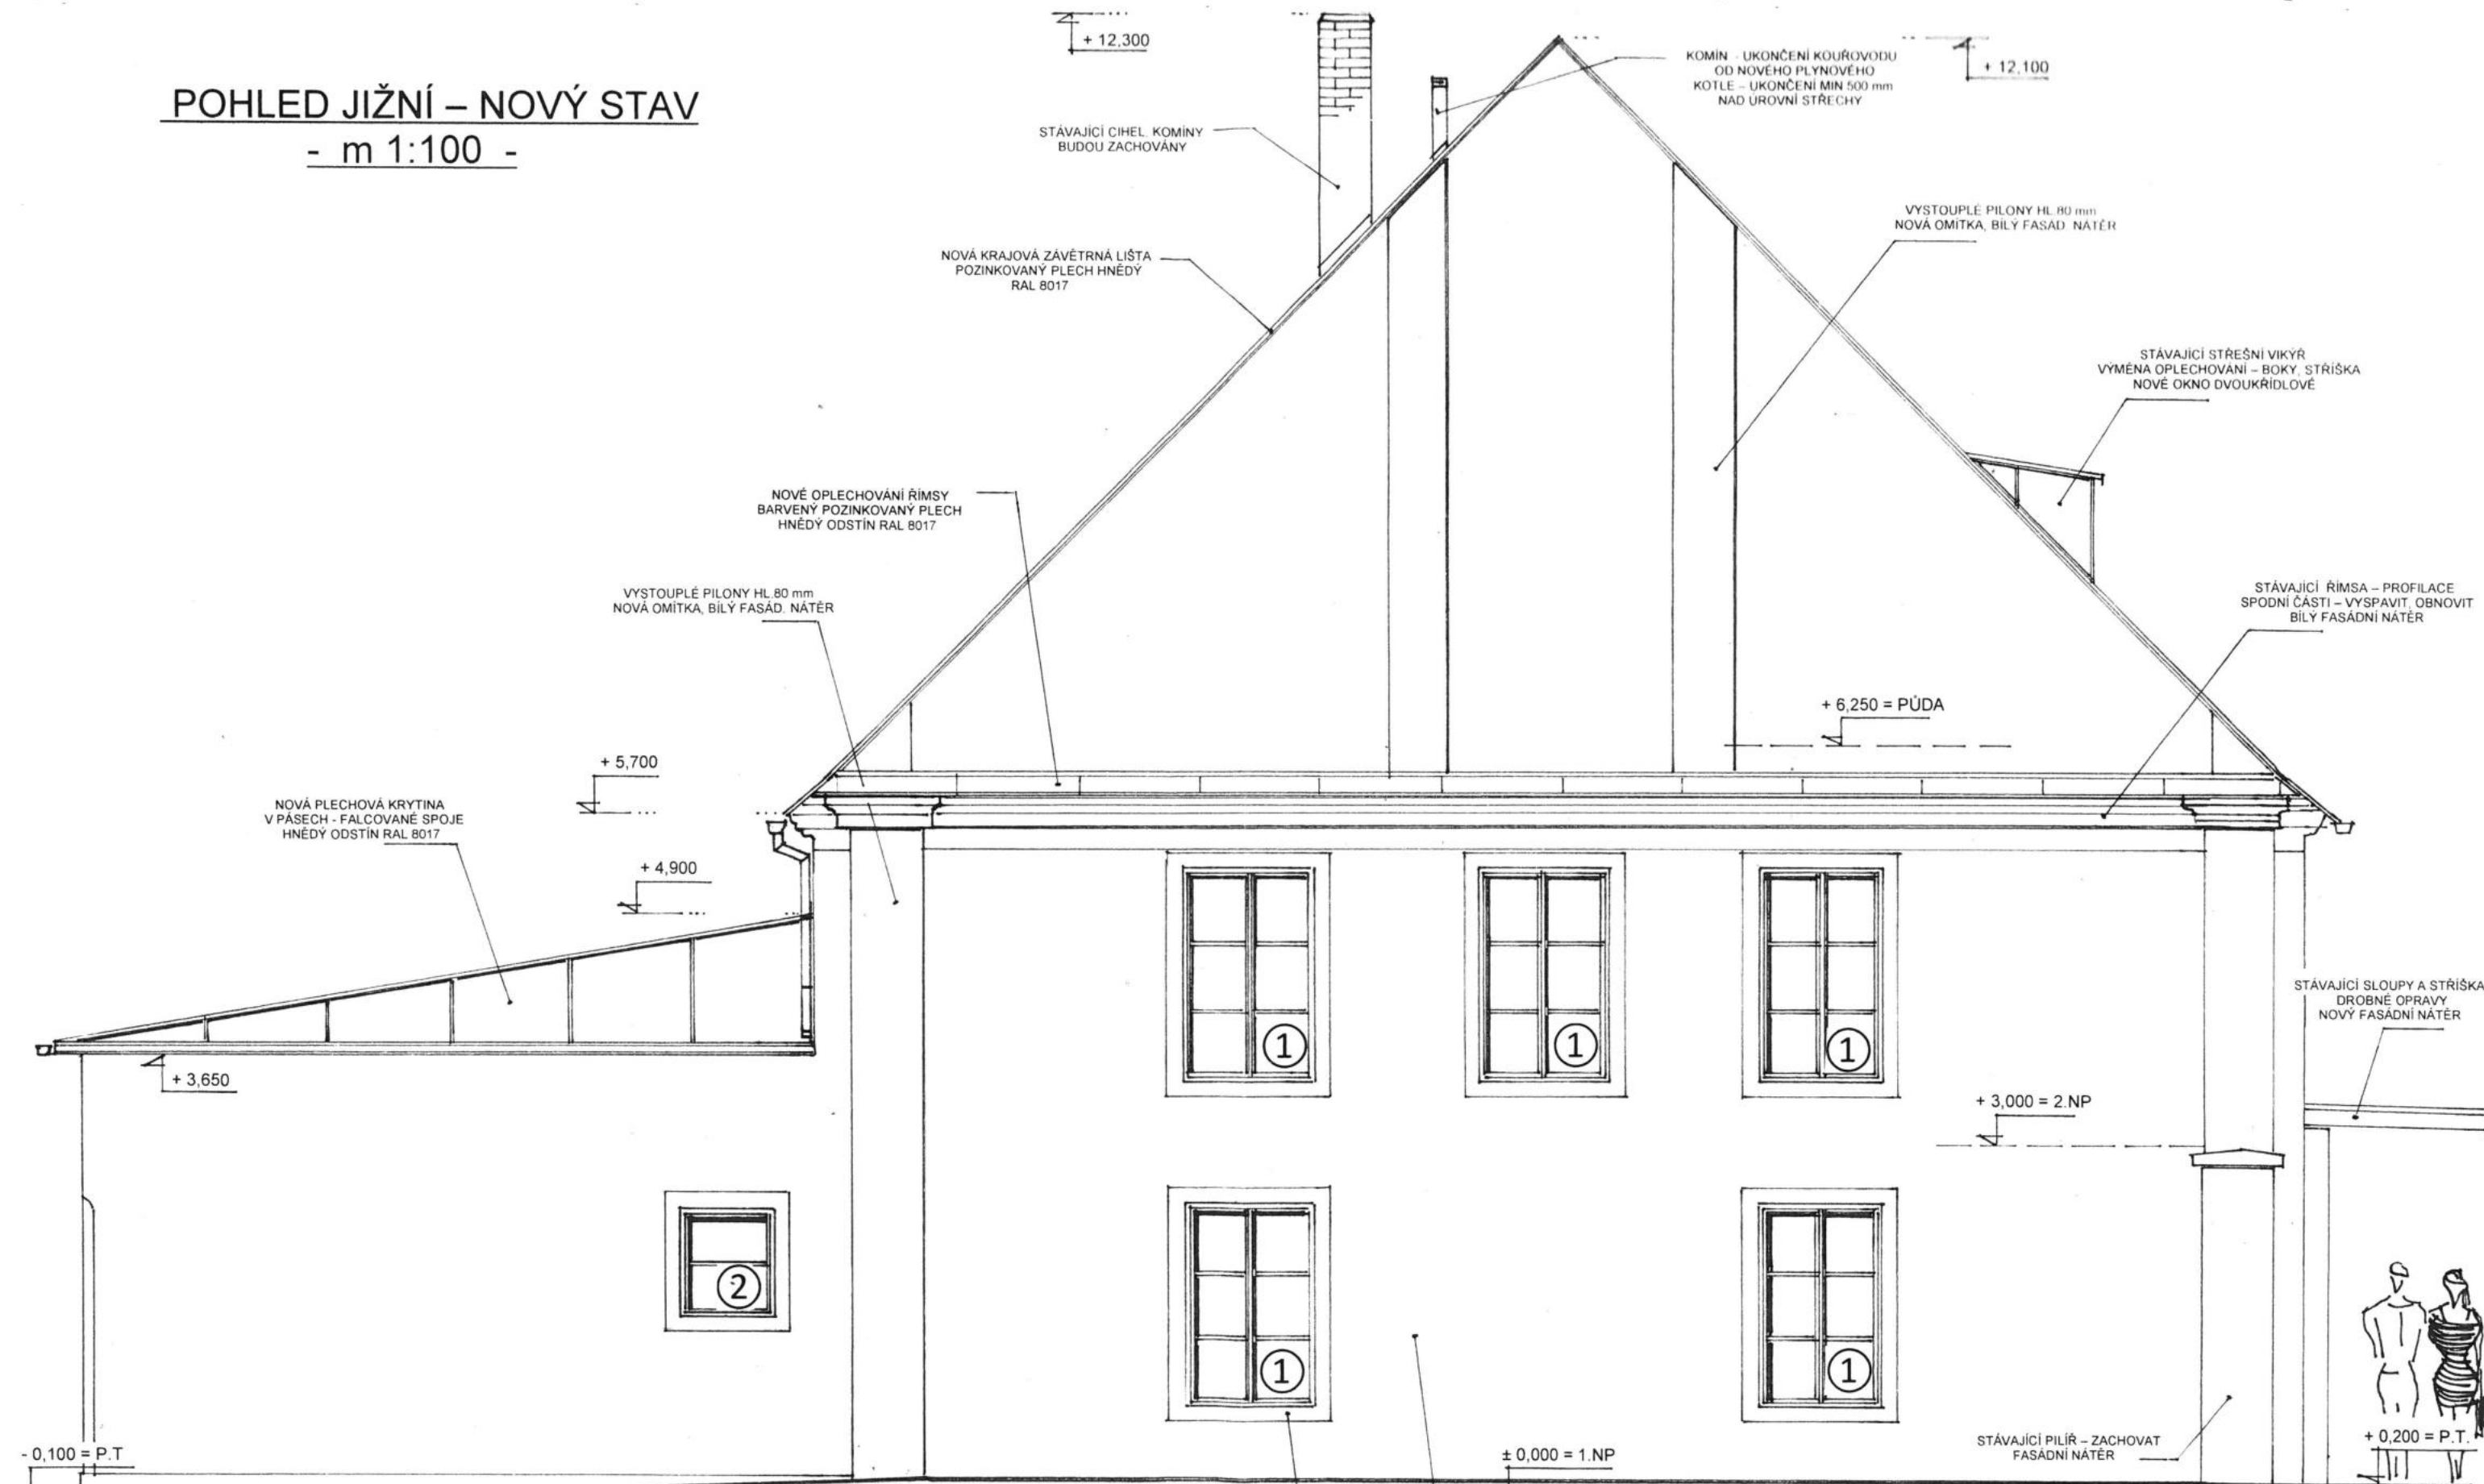 POHLED JIŽNÍ – NOVÝ STAV
- m 1:100 -
+ 12,300
KOMÍN - UKONČENÍ KOUŘOVODU
OD NOVÉHO PLYNOVÉHO
KOTLE – UKONČENÍ MIN 500 mm
NAD ÚROVNÍ STŘECHY
+ 12,100
STÁVAJÍCÍ CIHEL. KOMÍNY
BUDOU ZACHOVÁNY
VYSTOUPLÉ PILONY HL.80 mm
NOVÁ OMÍTKA, BÍLÝ FASÁD. NÁTĚR
NOVÁ KRAJOVÁ ZÁVĚTRNÁ LIŠTA
POZINKOVANÝ PLECH HNĚDÝ
RAL 8017
STÁVAJÍCÍ STŘEŠNÍ VIKÝŘ
VÝMĚNA OPLECHOVÁNÍ – BOKY, STŘÍŠKA
NOVÉ OKNO DVOUKŘÍDLOVÉ
NOVÉ OPLECHOVÁNÍ ŘÍMSY
BARVENÝ POZINKOVANÝ PLECH
HNĚDÝ ODSTÍN RAL 8017
VYSTOUPLÉ PILONY HL.80 mm
NOVÁ OMÍTKA, BÍLÝ FASÁD. NÁTĚR
STÁVAJÍCÍ ŘÍMSA – PROFILACE
SPODNÍ ČÁSTI – VYSPAVIT, OBNOVIT
BÍLÝ FASÁDNÍ NÁTĚR
+ 6,250 = PŮDA
+ 5,700
NOVÁ PLECHOVÁ KRYTINA
V PÁSECH - FALCOVANÉ SPOJE
HNĚDÝ ODSTÍN RAL 8017
+ 4,900
STÁVAJÍCÍ SLOUPY A STŘÍŠKA
DROBNÉ OPRAVY
NOVÝ FASÁDNÍ NÁTĚR
1
1
1
+ 3,650
+ 3,000 = 2.NP
2
1
1
STÁVAJÍCÍ PILÍŘ – ZACHOVAT
FASÁDNÍ NÁTĚR
+ 0,200 = P.T.
- 0,100 = P.T
± 0,000 = 1.NP